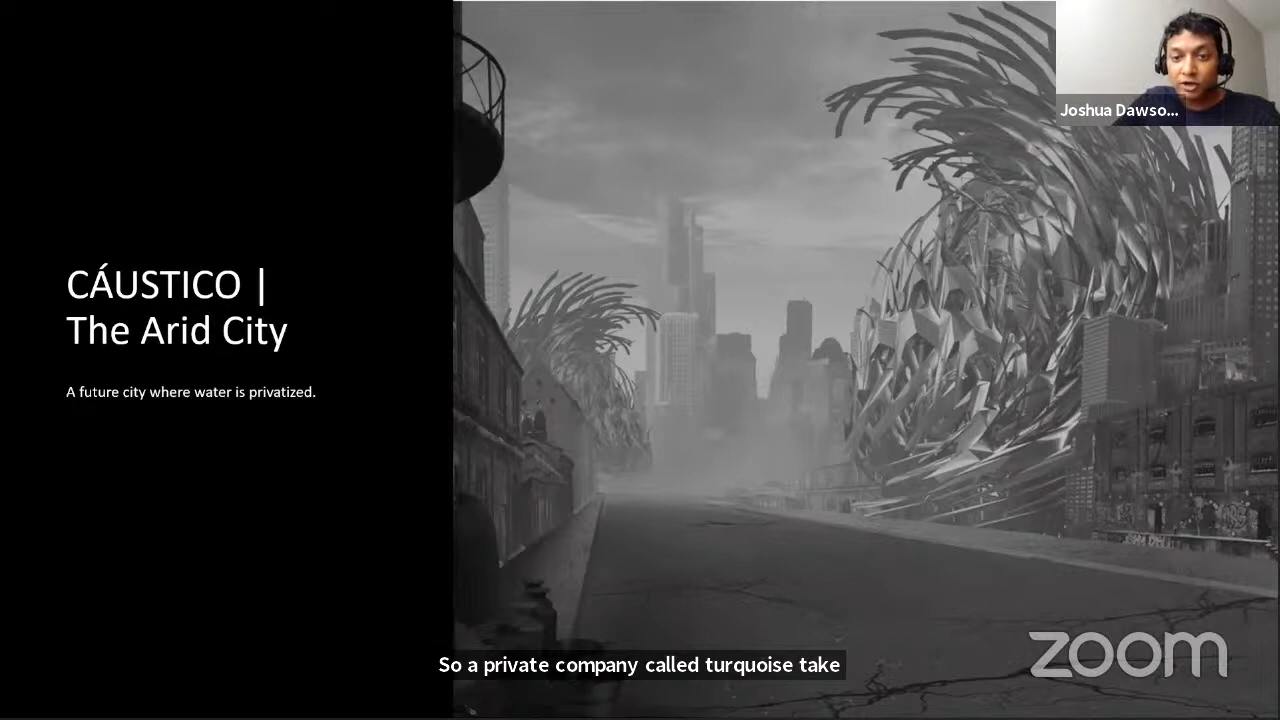 Joshua Dawso...
CÁUSTICO |
The Arid City
A future city where water is privatized.
So a private company called turquoise take
zoom